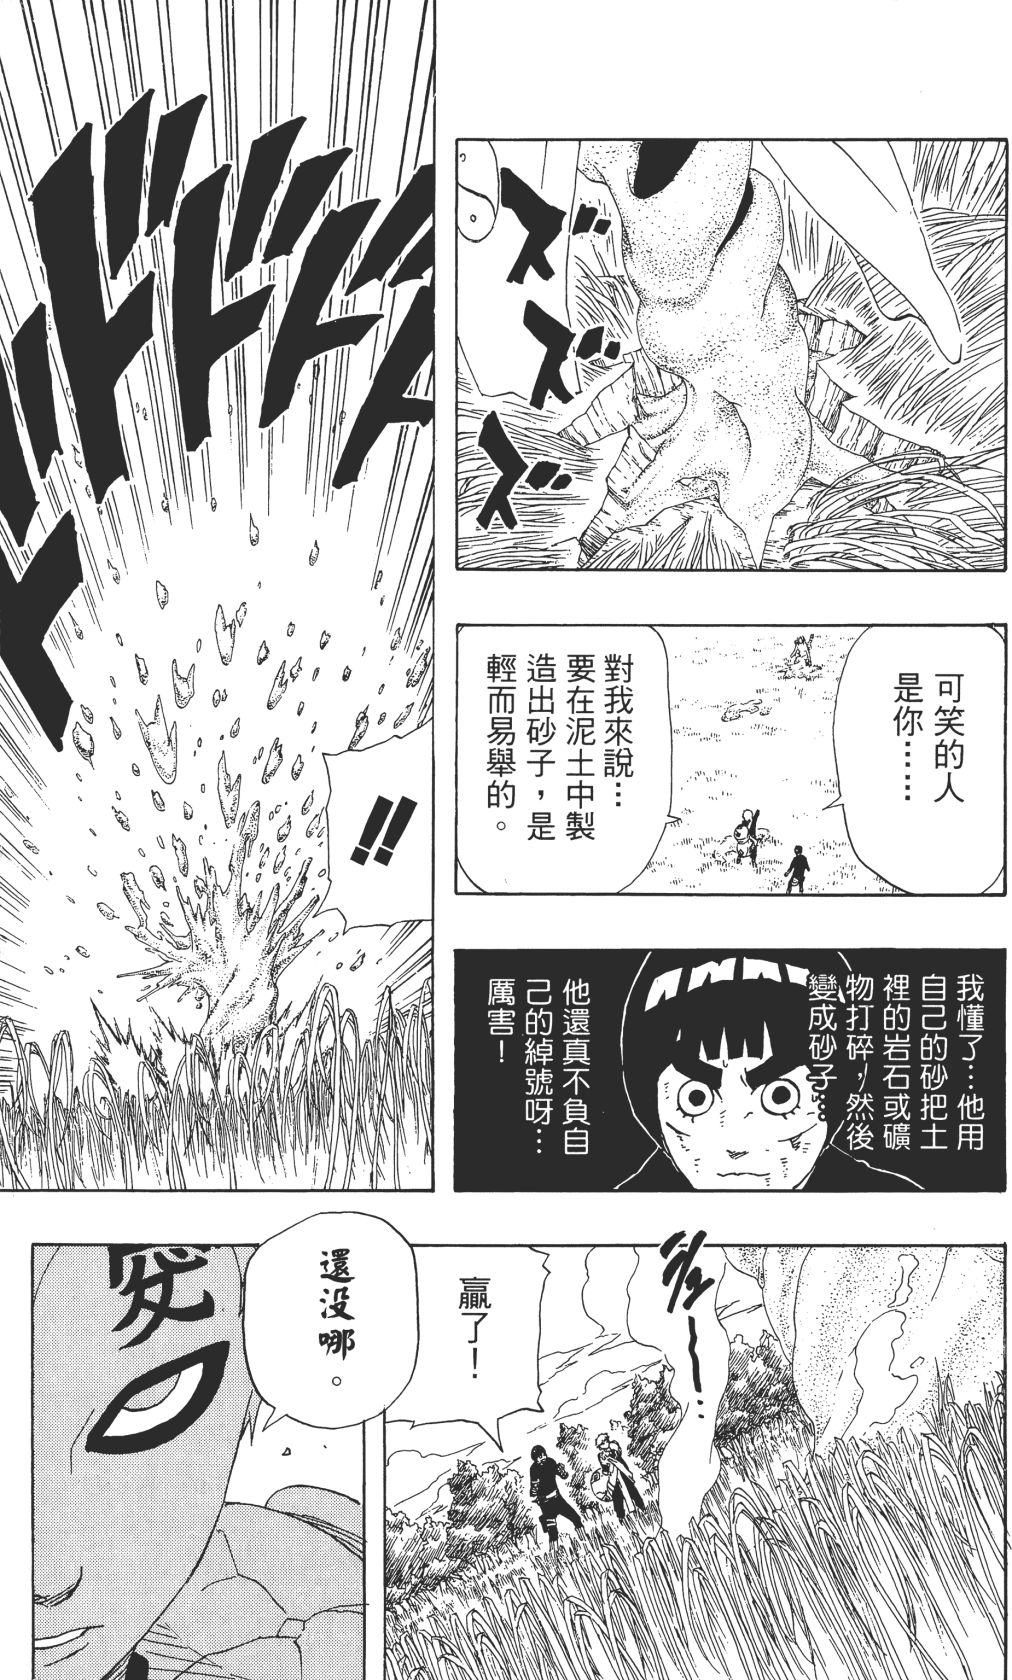 ズ゙
ズ゙
ズ゙
可笑的人
是你……
對我來說…
要在泥土中製
造出砂子，是
輕而易舉的。
我懂了…他用
自己的砂把土
裡的岩石或礦
物打碎，然後
變成砂子…
他還真不負自
己的綽號呀…
厲害！
ドドドド
!!
贏了！
還没哪。
愛